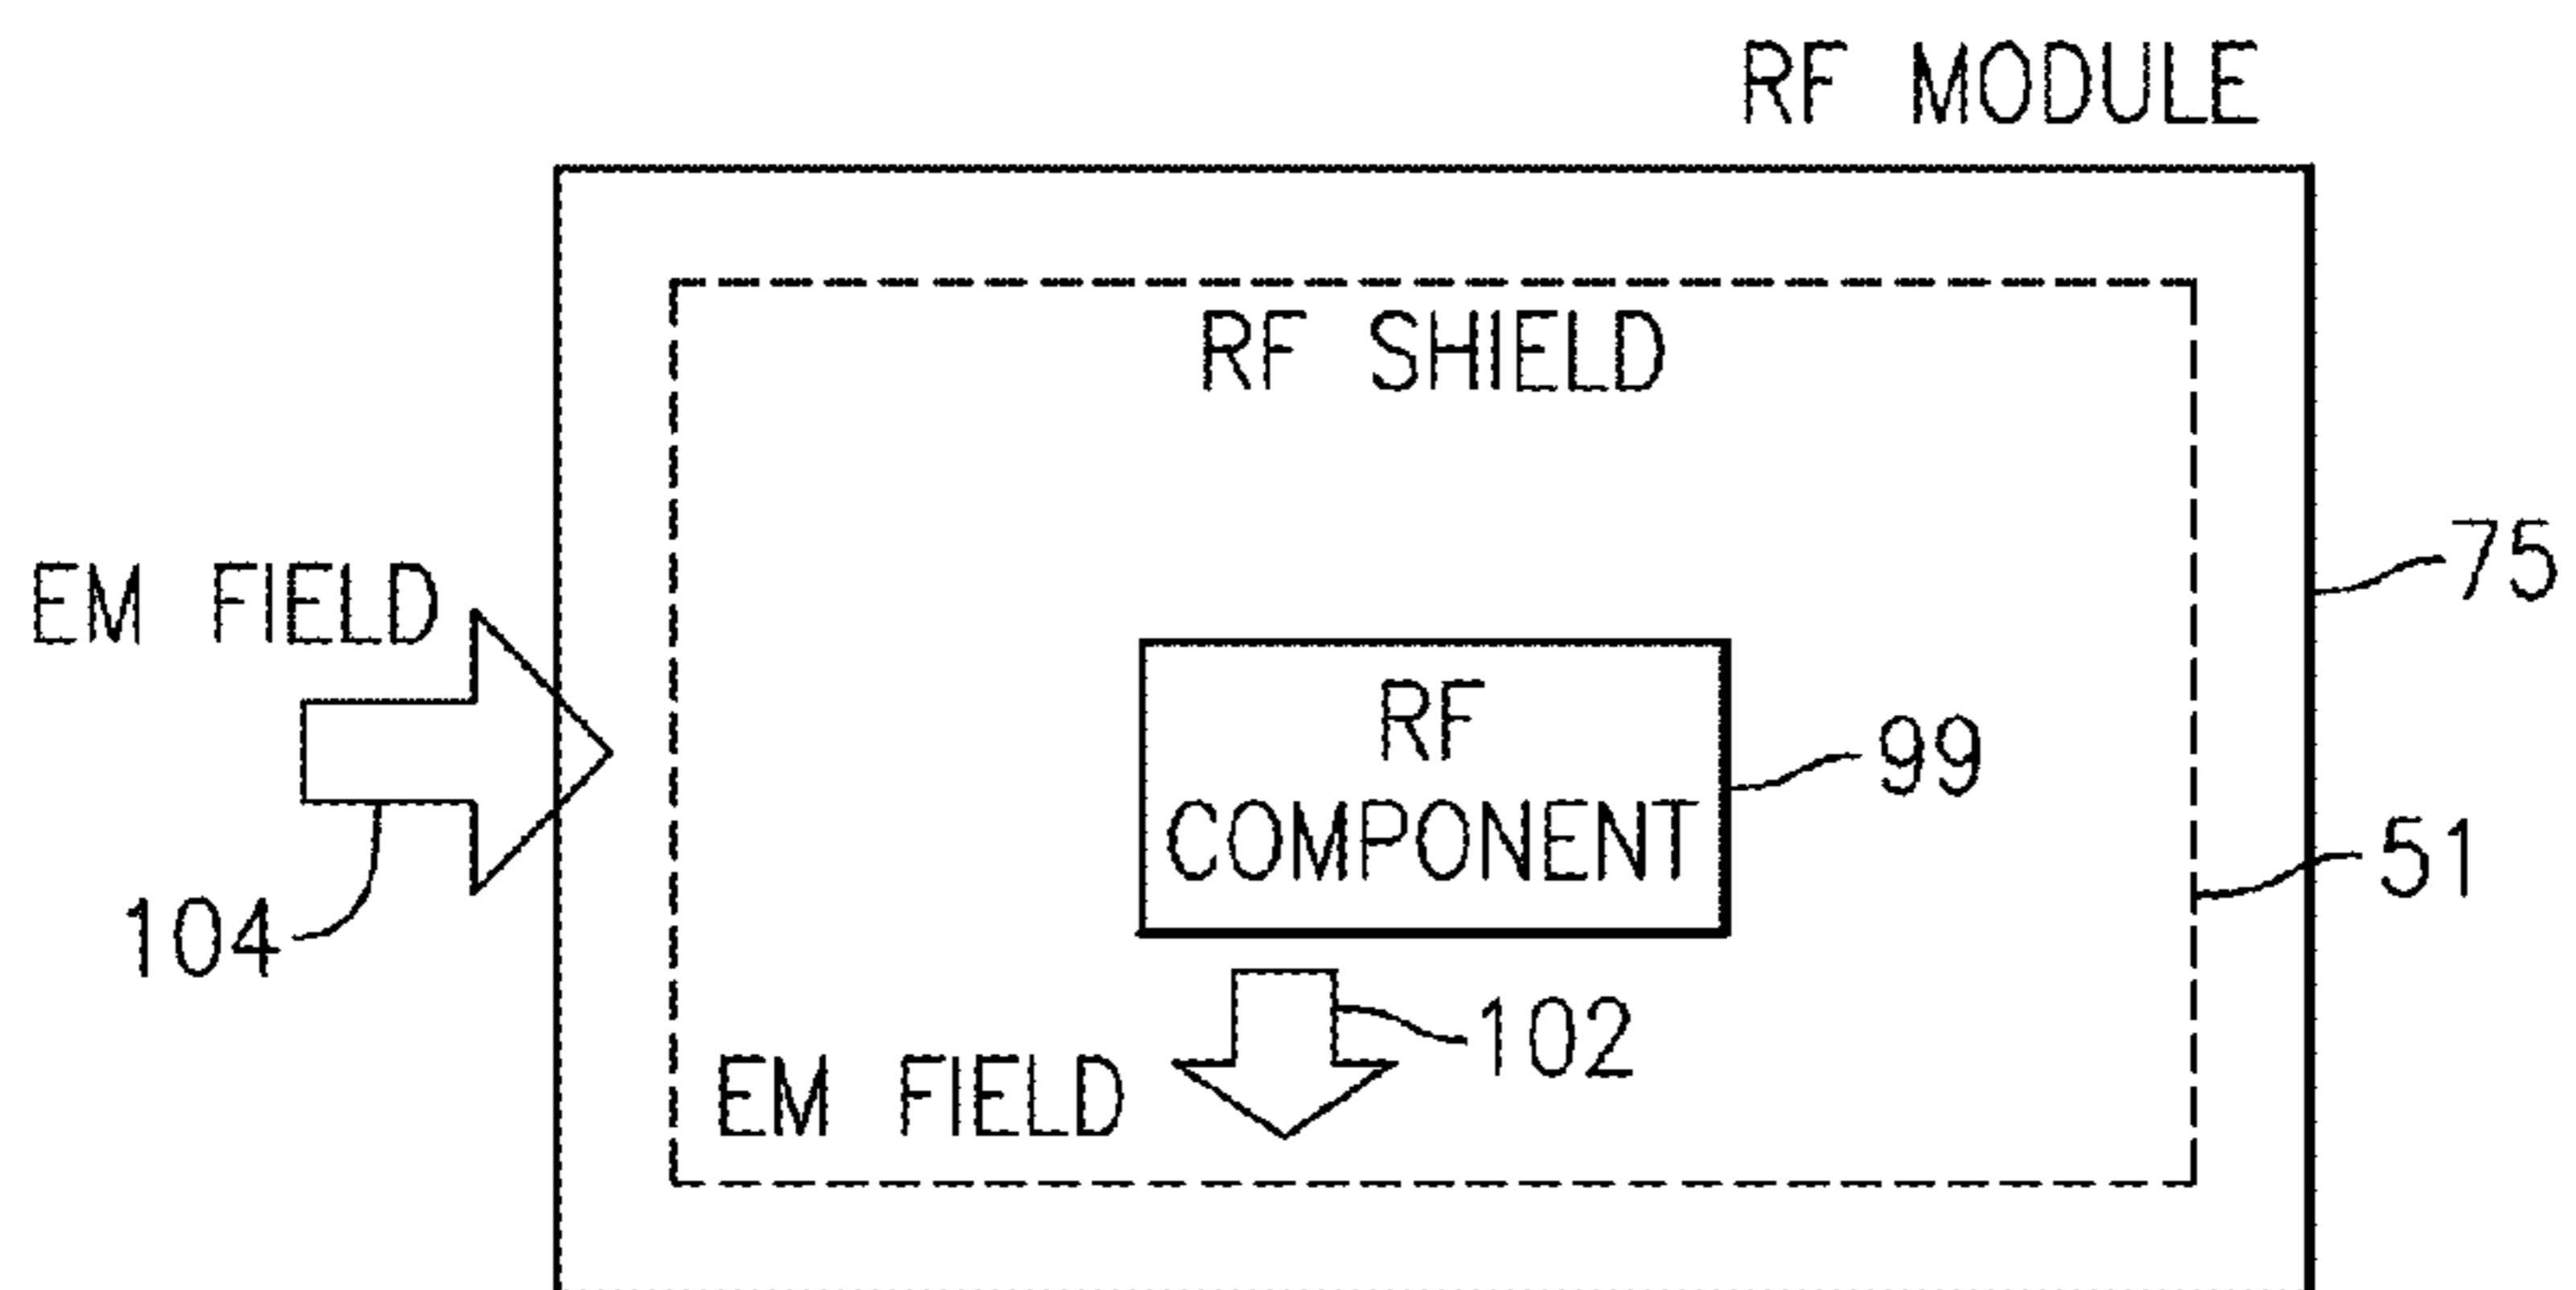 RF MODULE
RF SHIELD
75
EM FIELD
RF
COMPONENT
99
51
104
102
EM FIELD